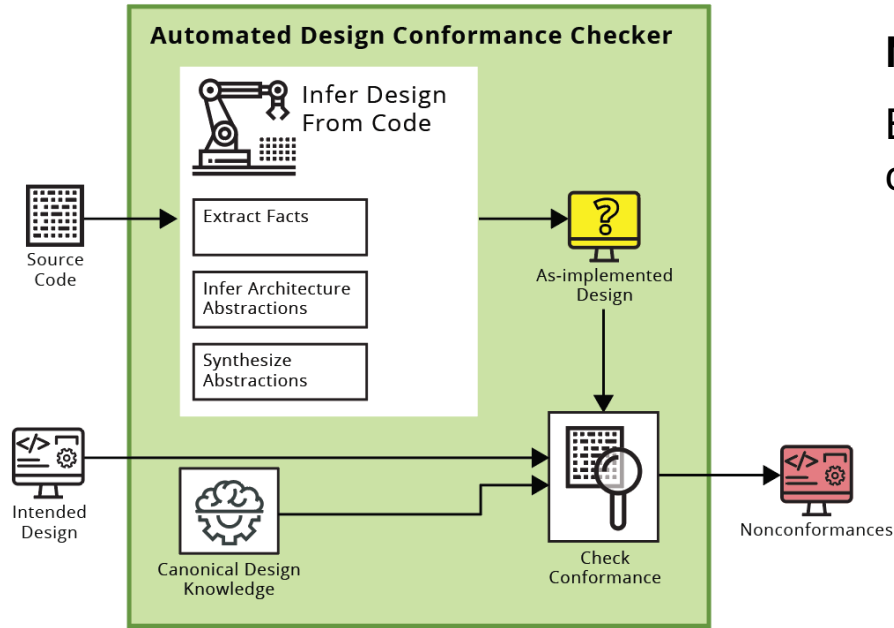 Automated Design Conformance Checker
Infer Design
From Code
Extract Facts
Infer Architecture
Abstractions
Synthesize
Abstractions
Source
Code
As-implemented
Design
Intended
Design
Canonical Design
Knowledge
Check
Conformance
Nonconformances